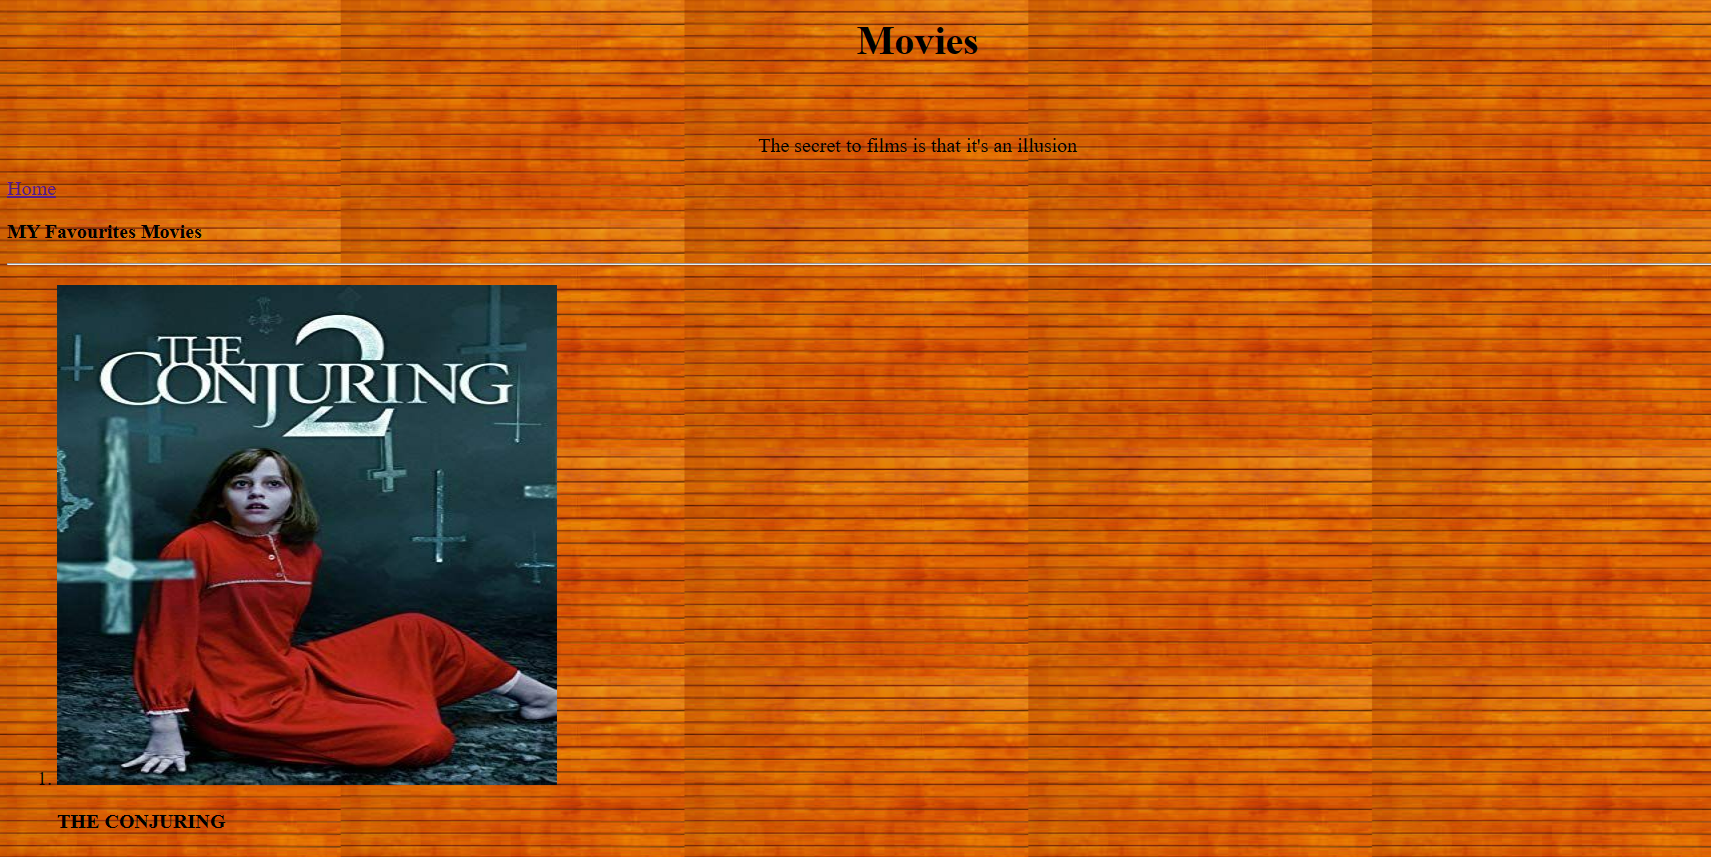 Movies
The secret to films is that it's an illusion
Home
MY Favourites Movies
THE
CONJURING
2
1.
THE CONJURING